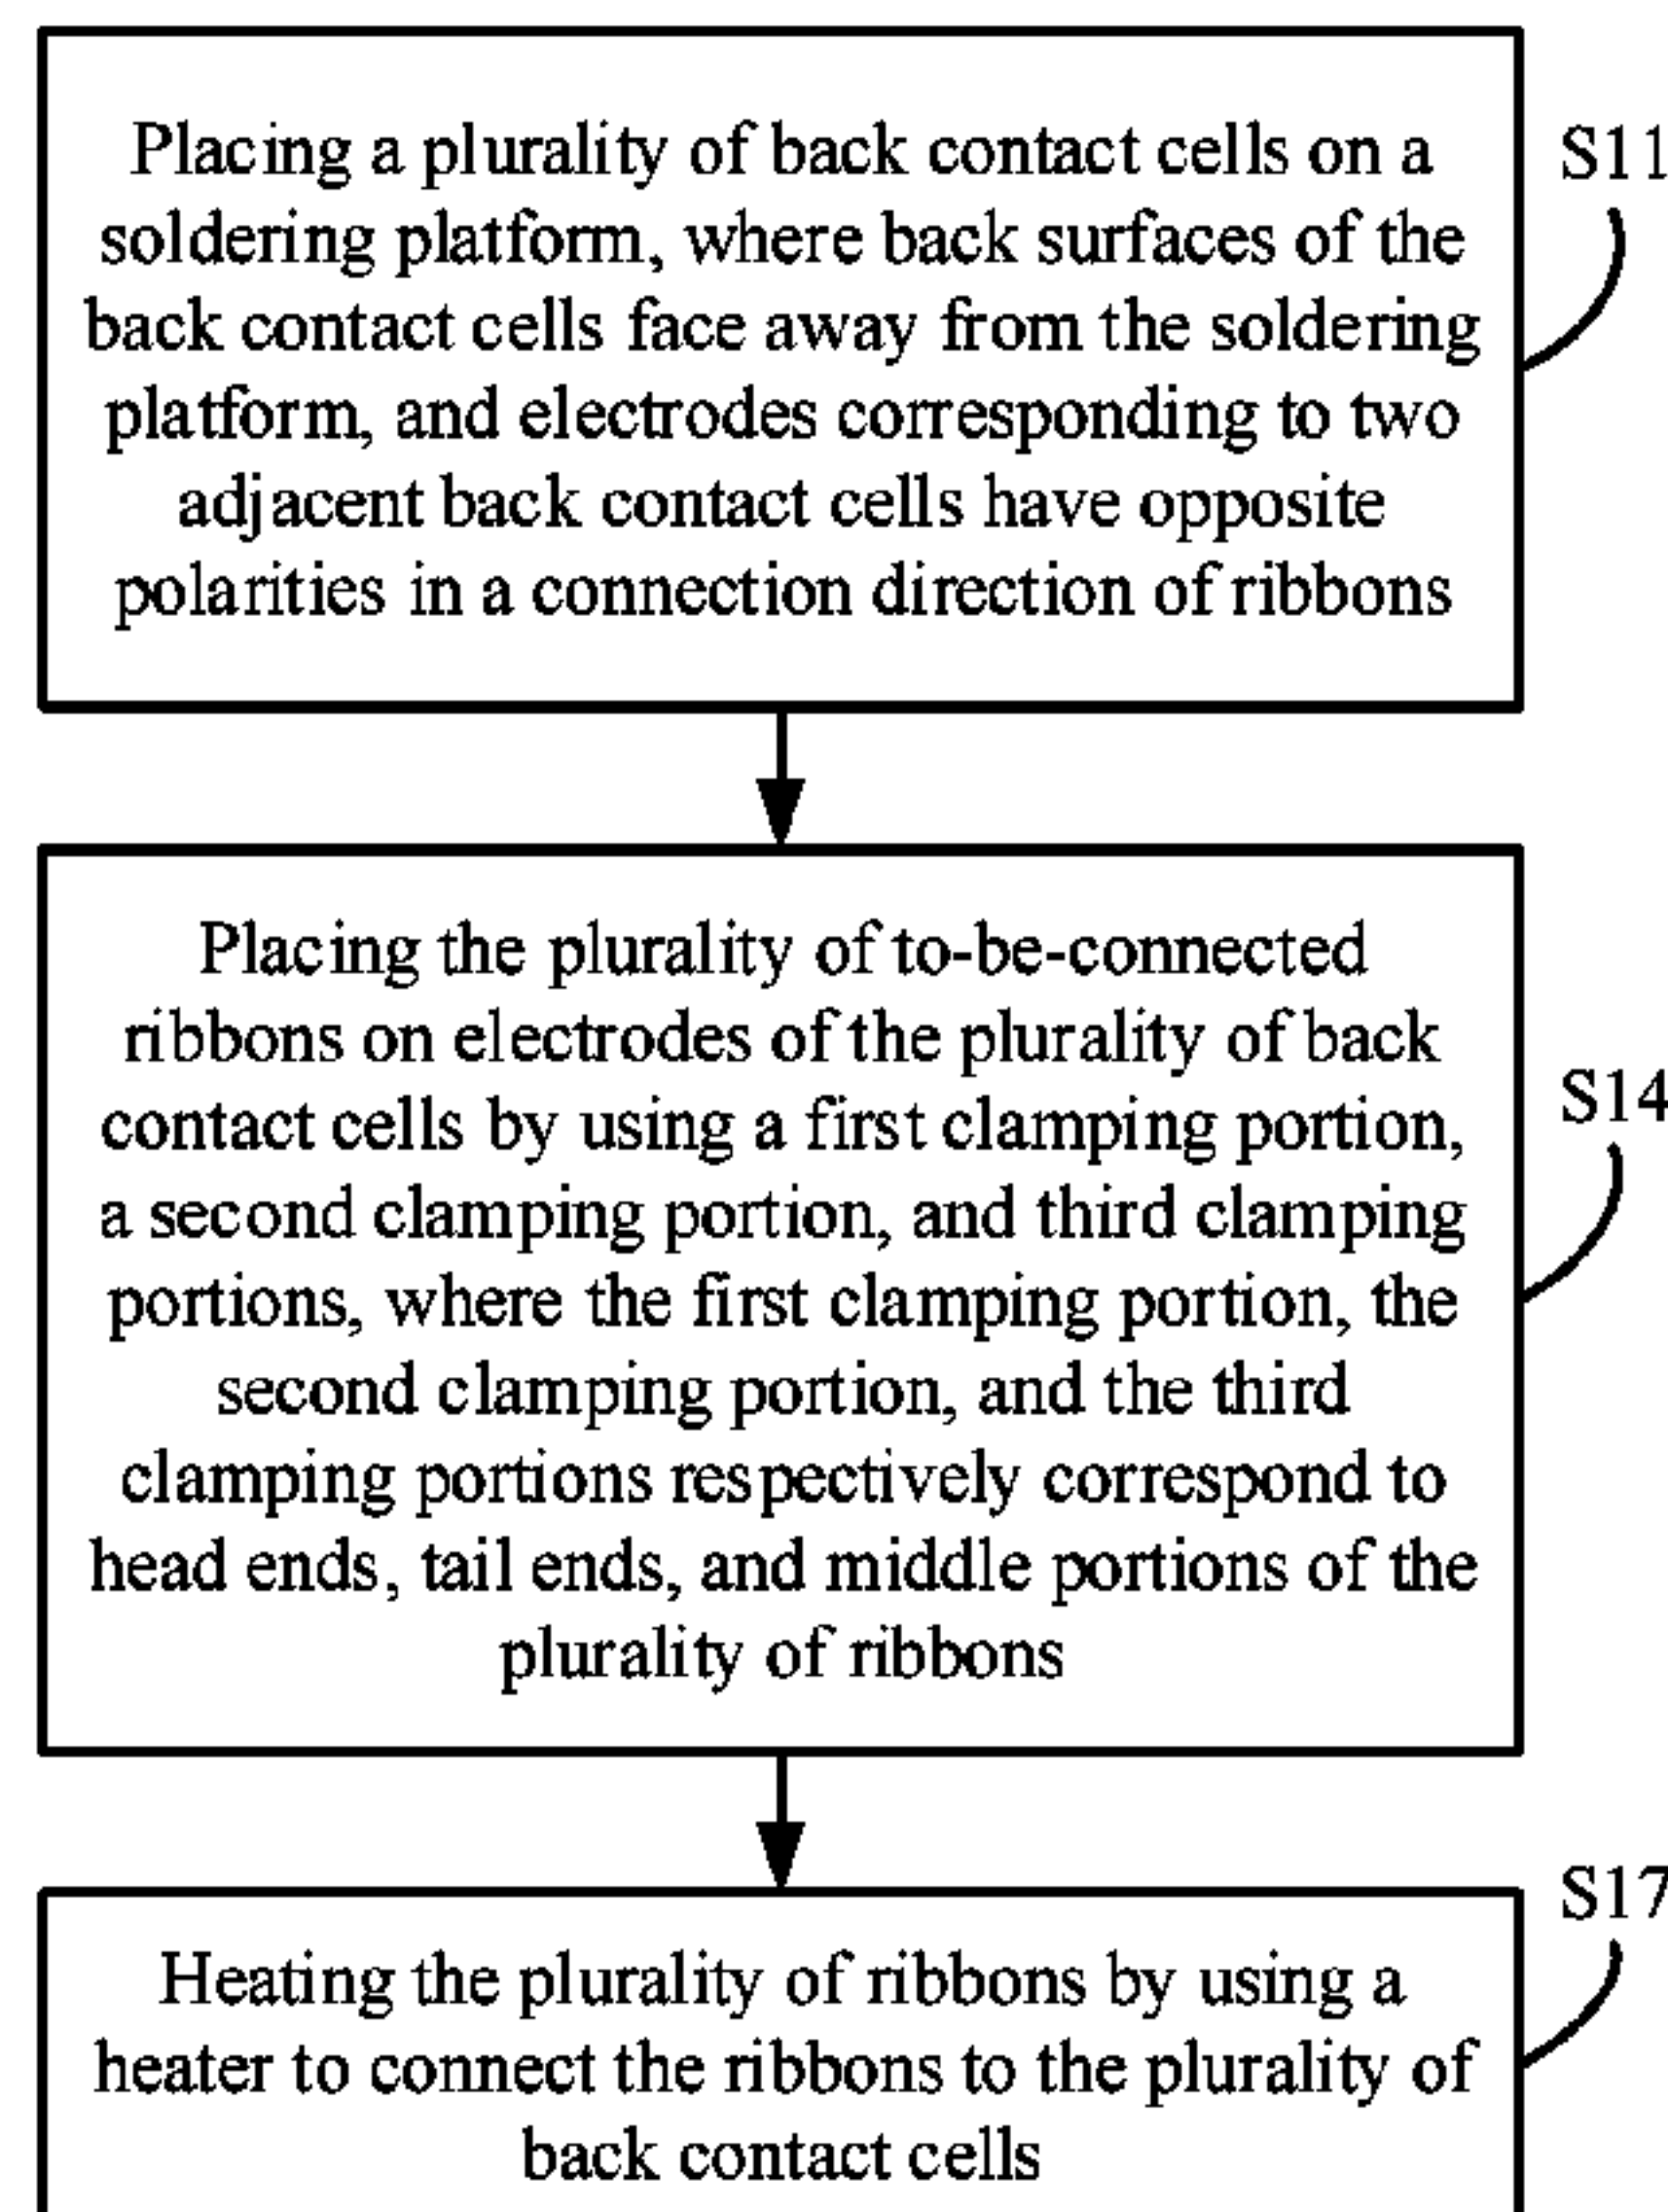 Placing a plurality of back contact cells on a
soldering platform, where back surfaces of the
back contact cells face away from the soldering
platform, and electrodes corresponding to two
adjacent back contact cells have opposite
polarities in a connection direction of ribbons
S11
Placing the plurality of to-be-connected
ribbons on electrodes of the plurality of back
contact cells by using a first clamping portion,
a second clamping portion, and third clamping
portions, where the first clamping portion, the
second clamping portion, and the third
clamping portions respectively correspond to
head ends, tail ends, and middle portions of the
plurality of ribbons
S14
Heating the plurality of ribbons by using a
heater to connect the ribbons to the plurality of
back contact cells
S17